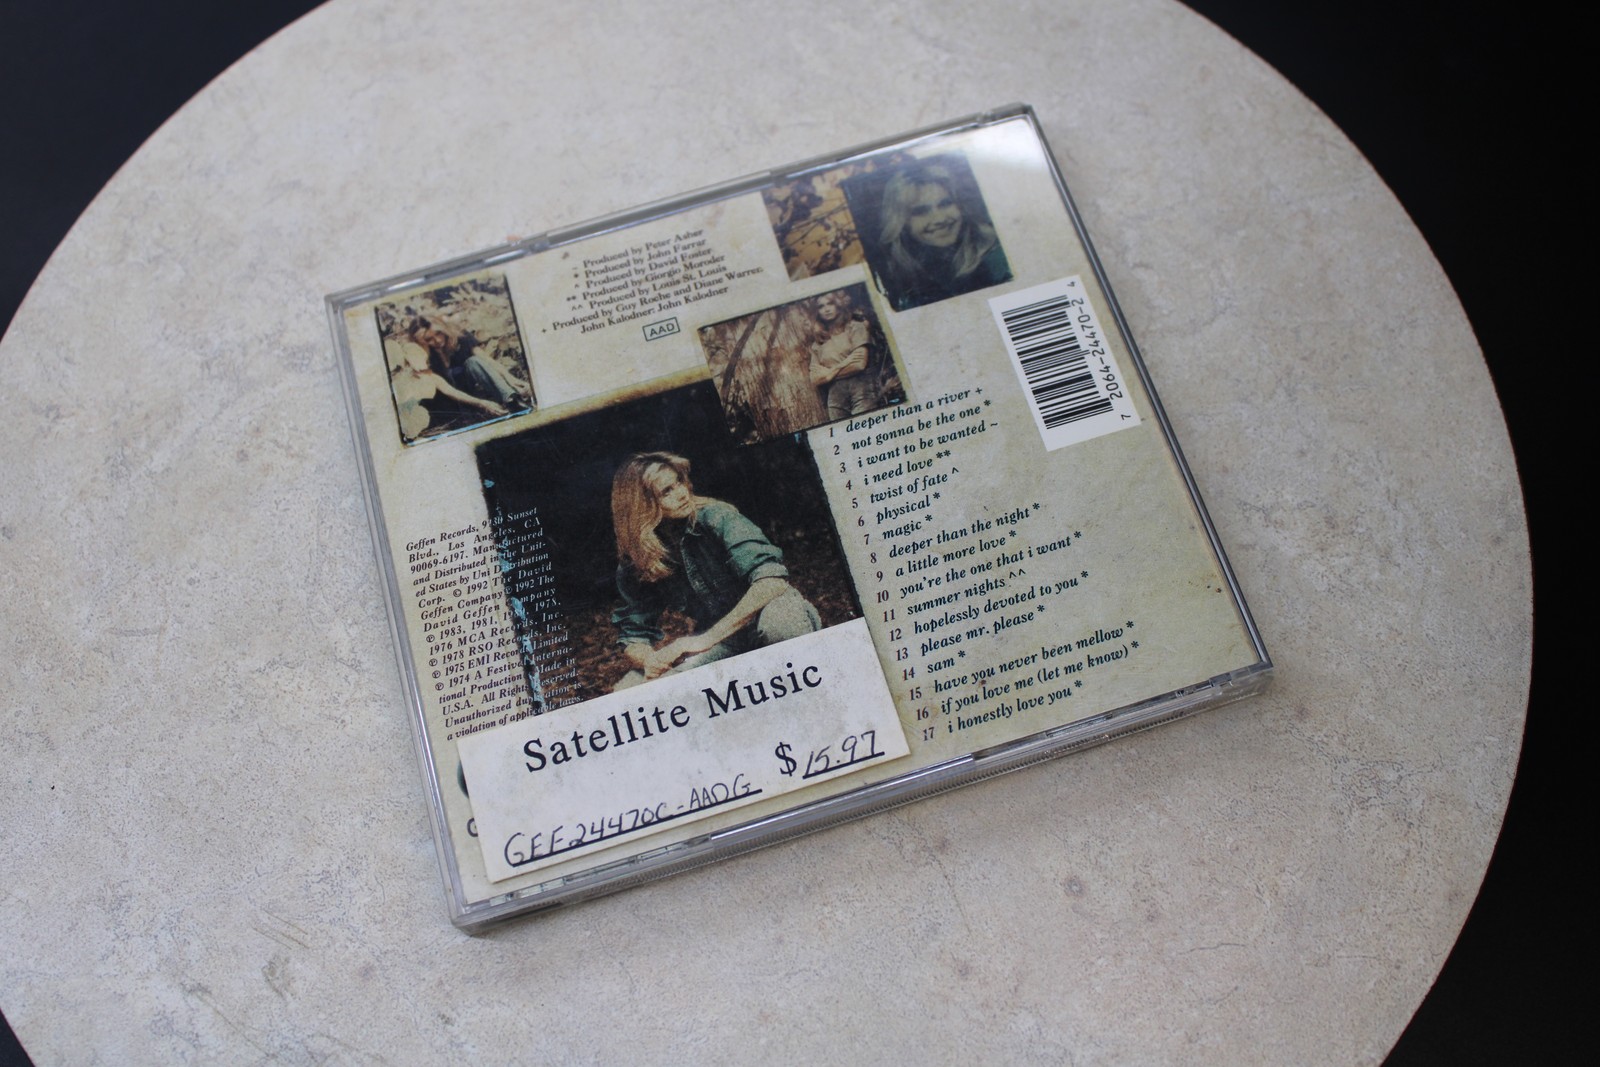 ~ Produced by Peter Asher
* Produced by John Farrar
^ Produced by David Foster
** Produced by Giorgio Moroder
^^ Produced by Louis St. Louis
+ Produced by Guy Roche and Diane Warren.
John Kalodner: John Kalodner
AAD
7 2064-24470-2 4
1 deeper than a river +
2 not gonna be the one *
3 i want to be wanted ~
4 i need love **
5 twist of fate ^
6 physical *
7 magic *
8 deeper than the night *
9 a little more love *
10 you're the one that i want *
11 summer nights ^^
12 hopelessly devoted to you *
13 please mr. please *
14 sam *
15 have you never been mellow *
16 if you love me (let me know) *
17 i honestly love you *
Geffen Records, 9130 Sunset
Blvd., Los Angeles, CA
90069-6197. Manufactured
and Distributed in the Unit-
ed States by Uni Distribution
Corp. © 1992 The David
Geffen Company ℗ 1992 The
David Geffen Company
℗ 1983, 1981, 1980, 1978,
1976 MCA Records, Inc.
℗ 1978 RSO Records, Inc.
℗ 1975 EMI Records Limited
℗ 1974 A Festival Interna-
tional Production. Made in
U.S.A. All Rights Reserved.
Unauthorized duplication is
a violation of applicable laws.
Satellite Music
$15.97
GEF24470C-AADG